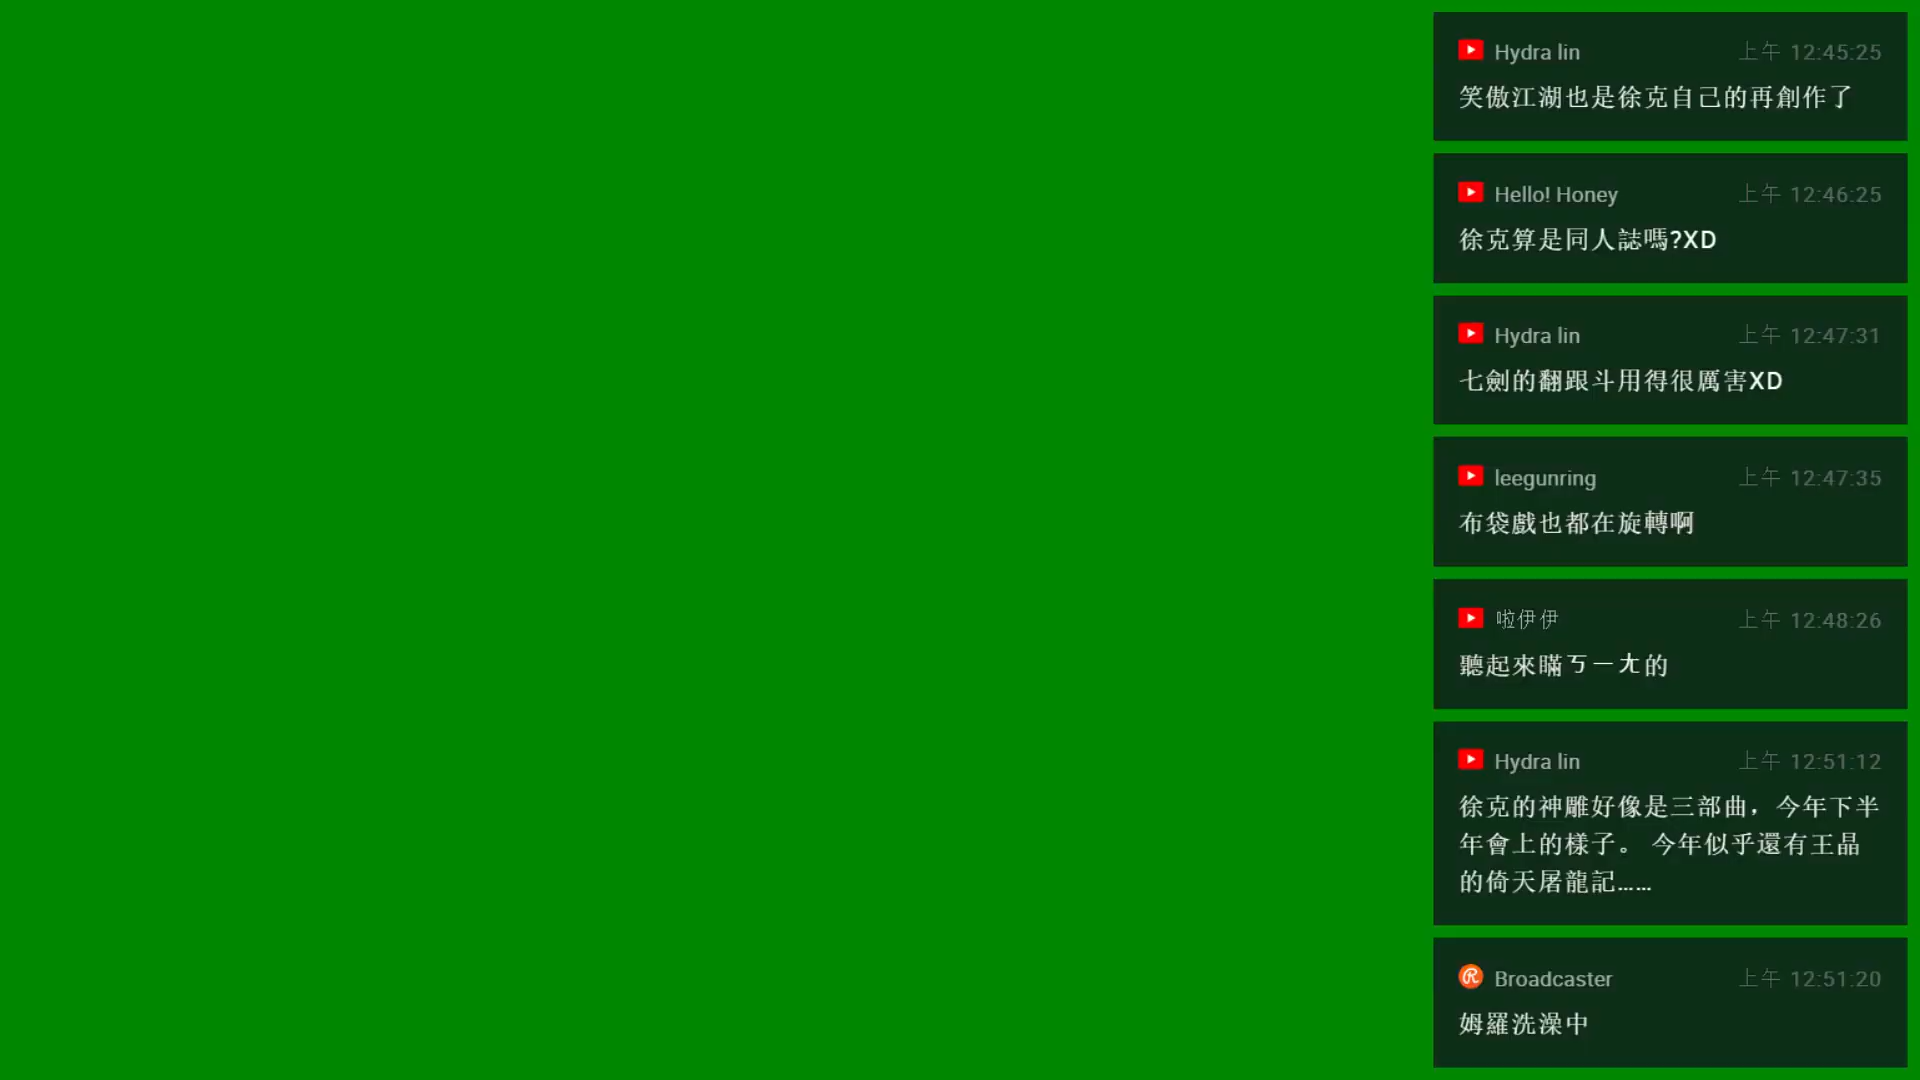 Hydra lin 上午 12:45:25
笑傲江湖也是徐克自己的再創作了
Hello! Honey 上午 12:46:25
徐克算是同人誌嗎?XD
Hydra lin 上午 12:47:31
七劍的翻跟斗用得很厲害XD
leegunring 上午 12:47:35
布袋戲也都在旋轉啊
啦伊伊 上午 12:48:26
聽起來瞞ㄎㄧㄤ的
Hydra lin 上午 12:51:12
徐克的神雕好像是三部曲，今年下半
年會上的樣子。 今年似乎還有王晶
的倚天屠龍記......
Broadcaster 上午 12:51:20
姆羅洗澡中